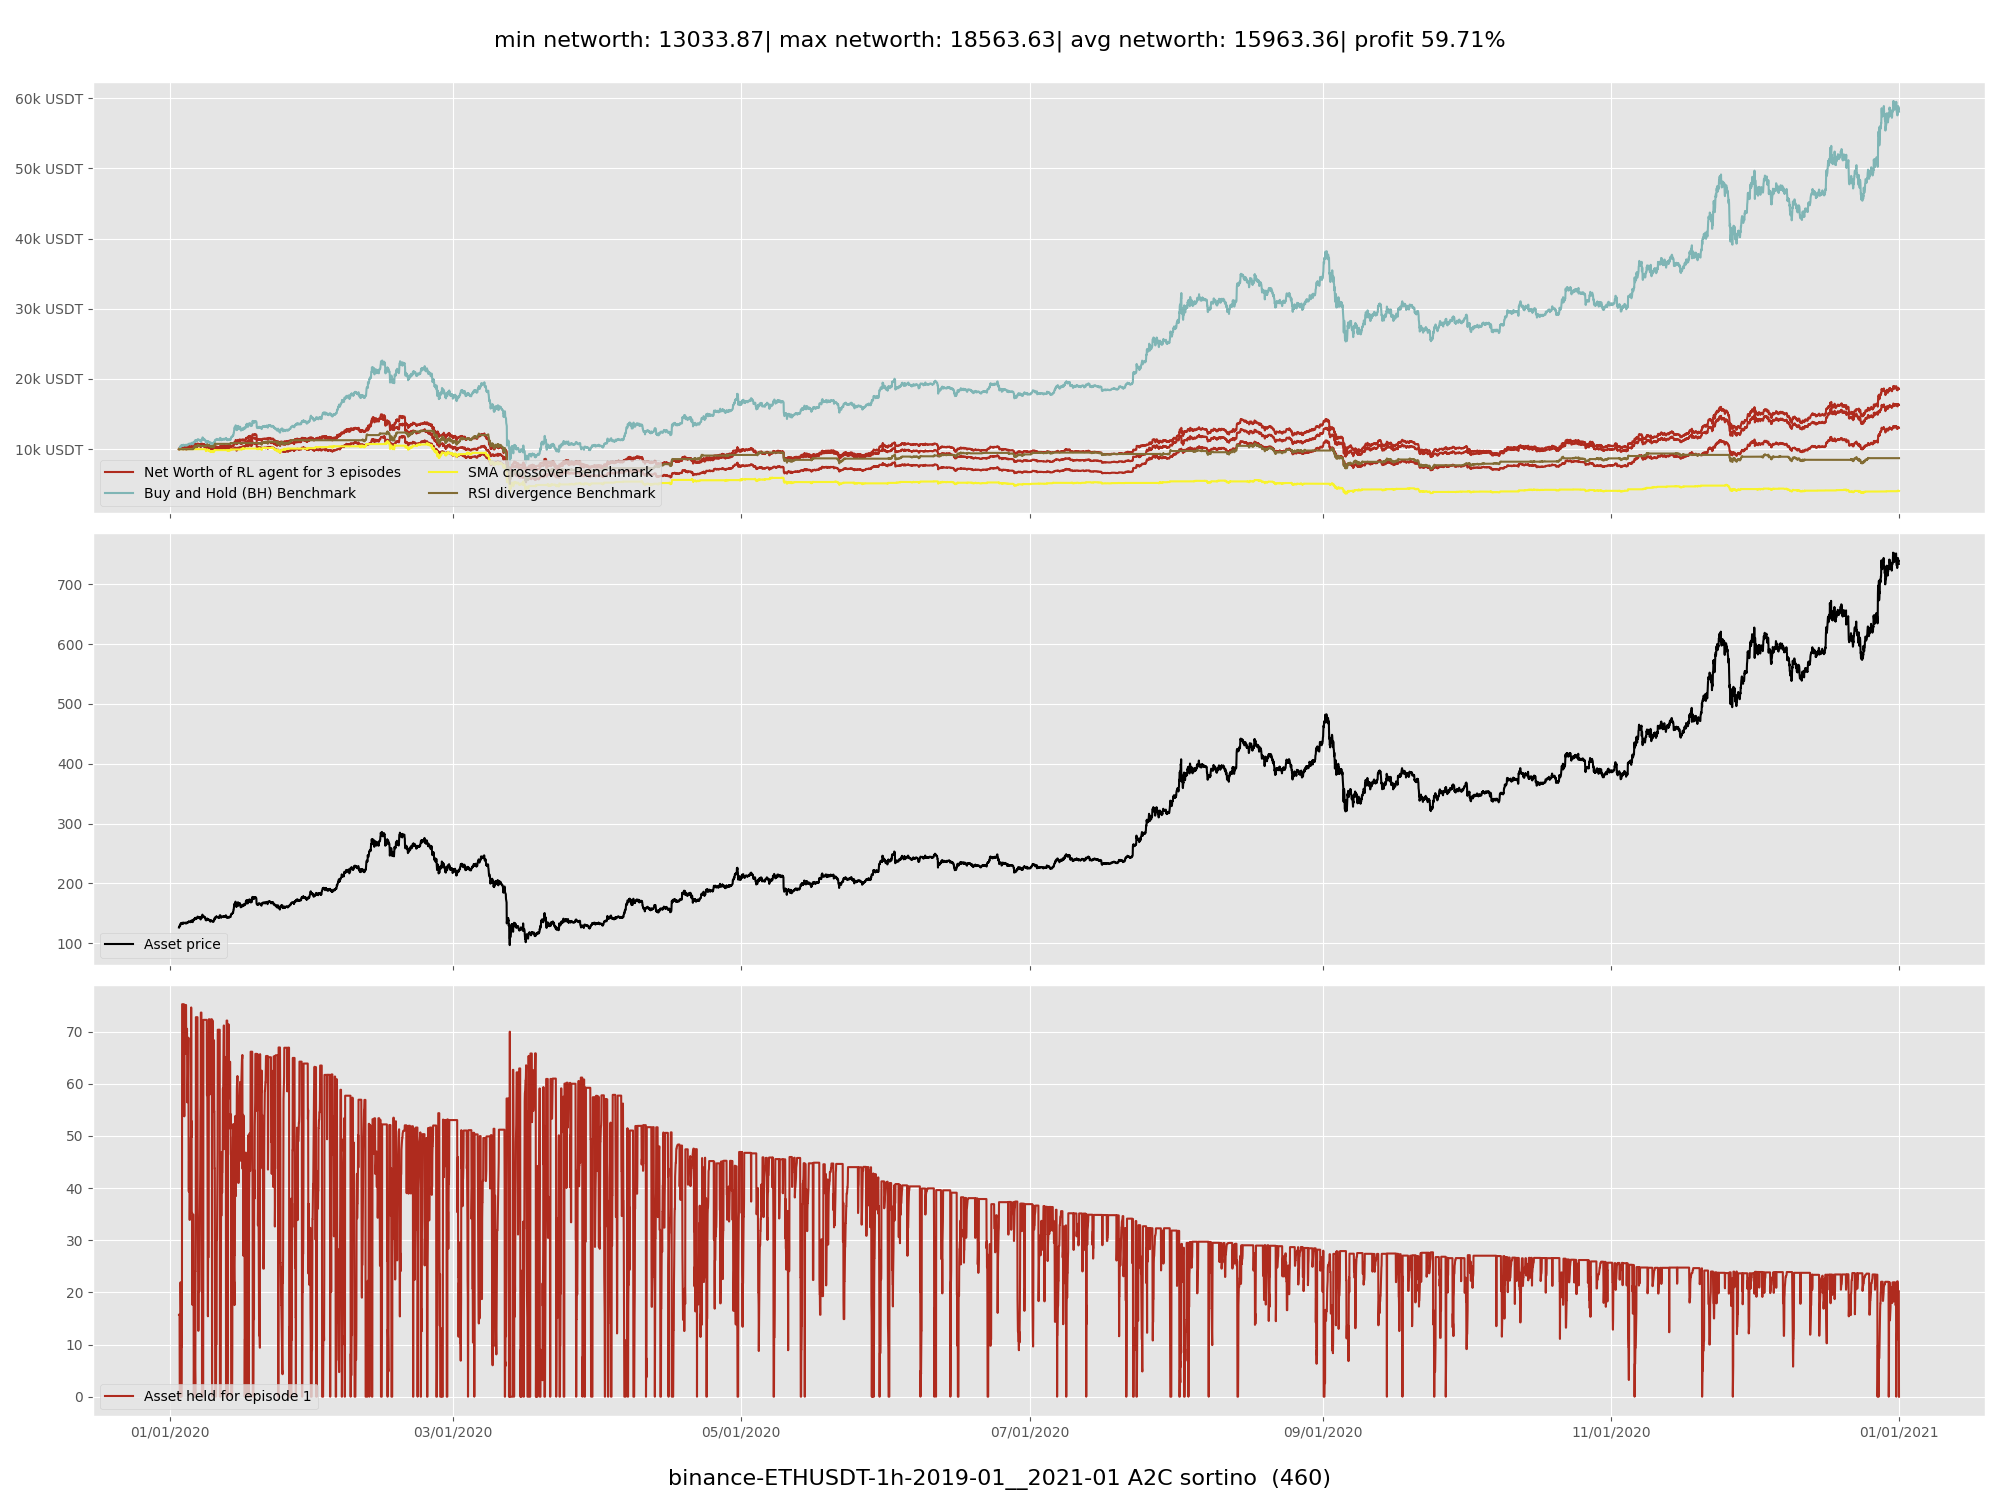 min networth: 13033.87| max networth: 18563.63| avg networth: 15963.36| profit 59.71%
60k USDT
50k USDT
40k USDT
30k USDT
20k USDT
10k USDT
Net Worth of RL agent for 3 episodes
Buy and Hold (BH) Benchmark
SMA crossover Benchmark
RSI divergence Benchmark
700
600
500
400
300
200
100
Asset price
70
60
50
40
30
20
10
0
Asset held for episode 1
01/01/2020 03/01/2020 05/01/2020 07/01/2020 09/01/2020 11/01/2020 01/01/2021
binance-ETHUSDT-1h-2019-01__2021-01 A2C sortino  (460)